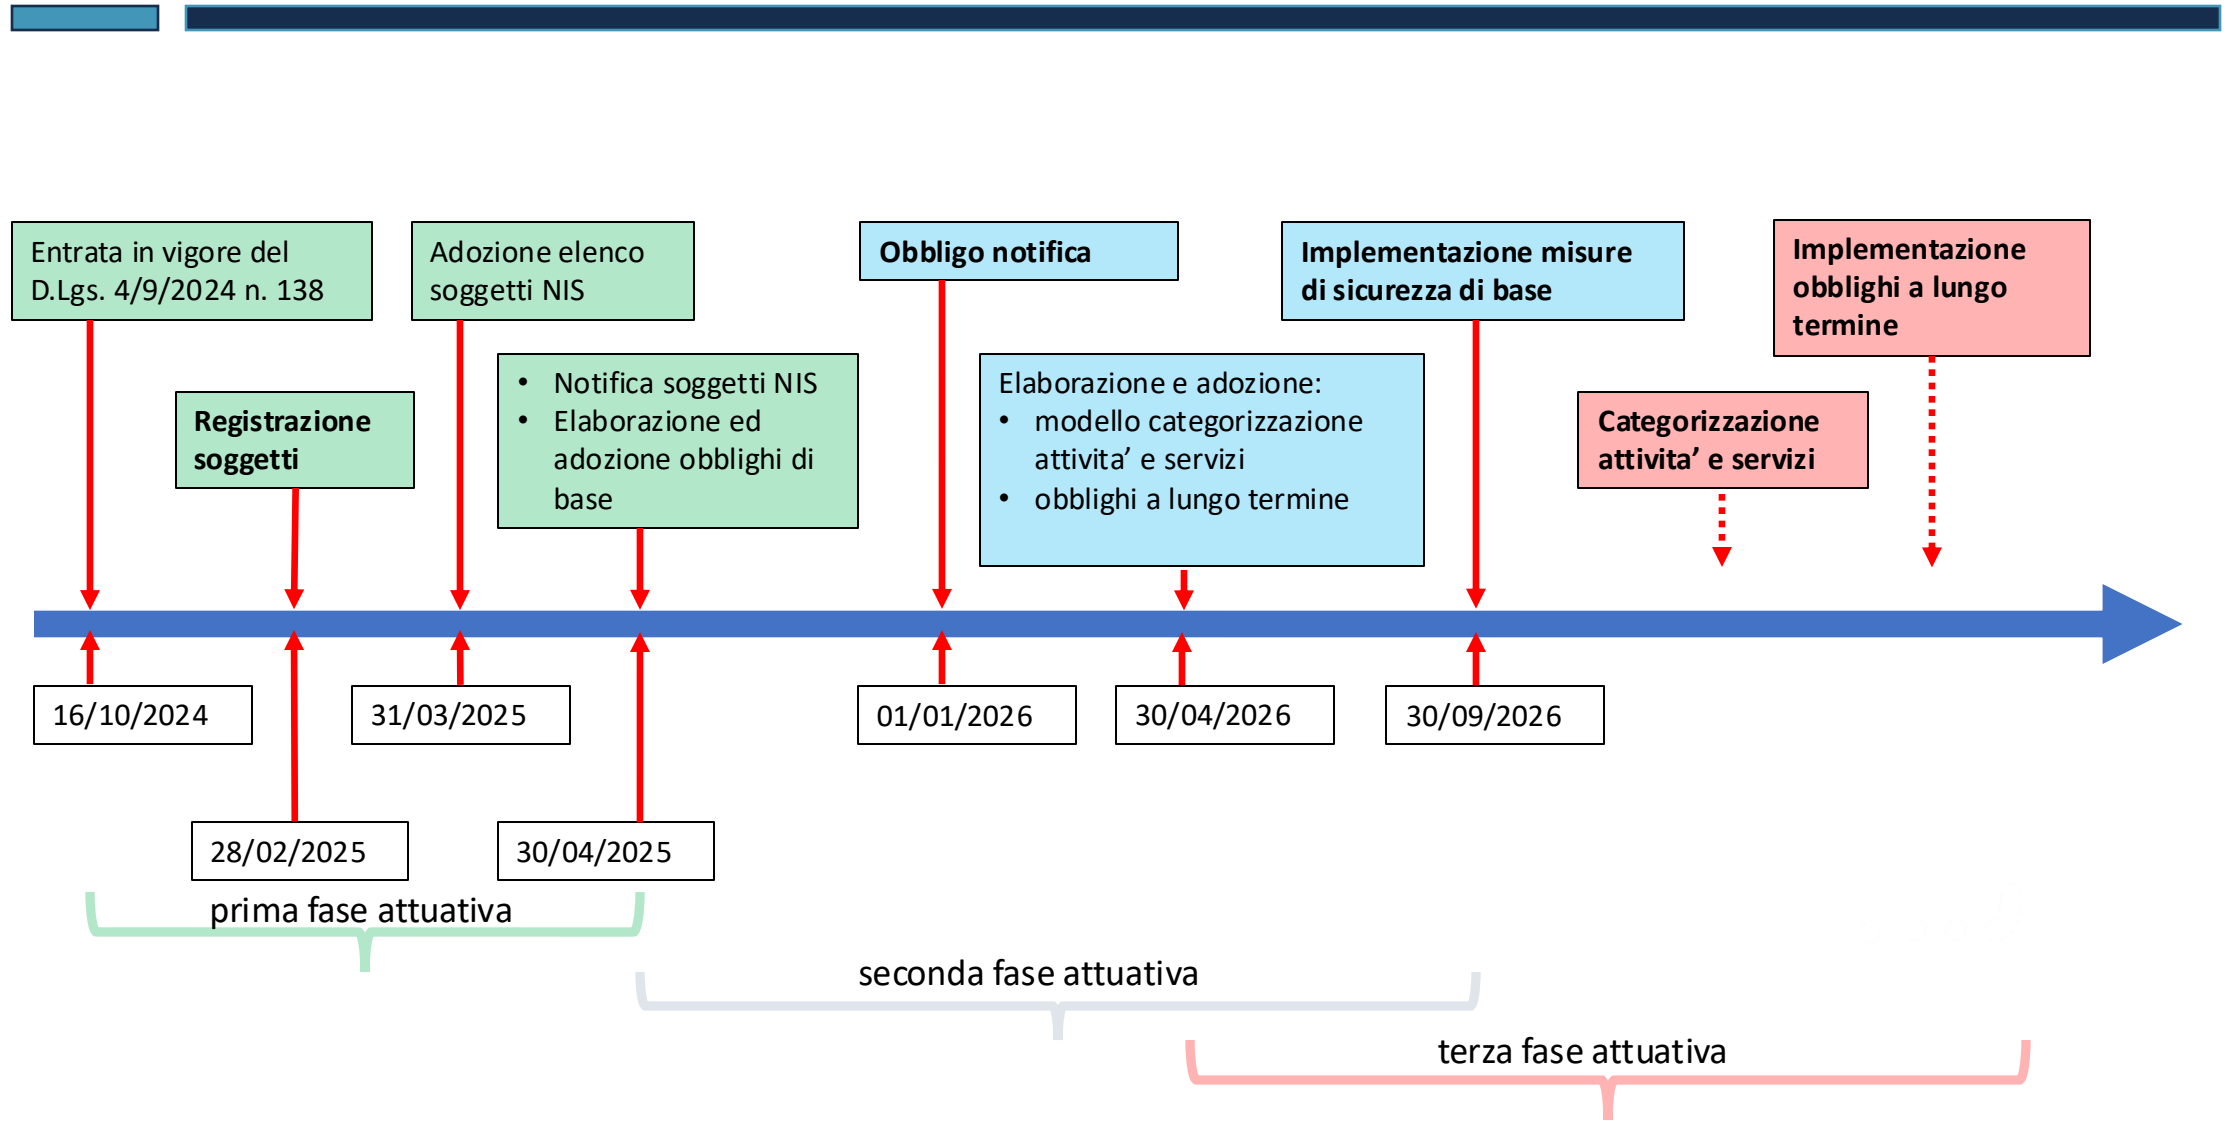 Entrata in vigore del
D.Lgs. 4/9/2024 n. 138
Registrazione
soggetti
Adozione elenco
soggetti NIS
• Notifica soggetti NIS
• Elaborazione ed
adozione obblighi di
base
Obbligo notifica
Elaborazione e adozione:
• modello categorizzazione
attivita’ e servizi
• obblighi a lungo termine
Implementazione misure
di sicurezza di base
Categorizzazione
attivita’ e servizi
Implementazione
obblighi a lungo
termine
16/10/2024
28/02/2025
31/03/2025
30/04/2025
01/01/2026
30/04/2026
30/09/2026
prima fase attuativa
seconda fase attuativa
terza fase attuativa